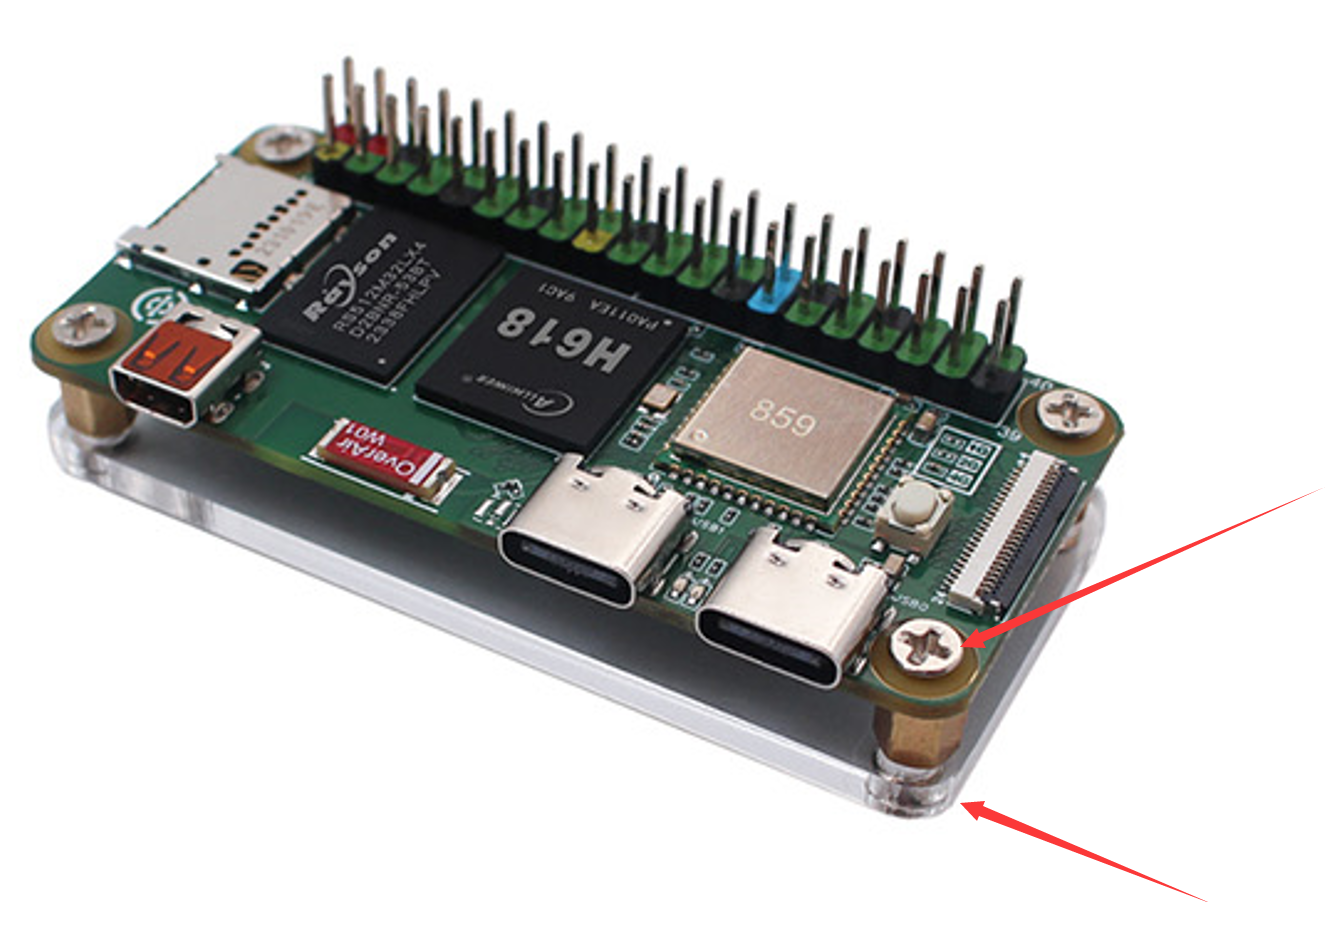 Rayson
RS512M32LX4
D2BNR-53BT
2338FHLPV
H618
PA011EA 9A01
ALLWINNER
®
859
OverAir
W01
USB1
USB0
40
39